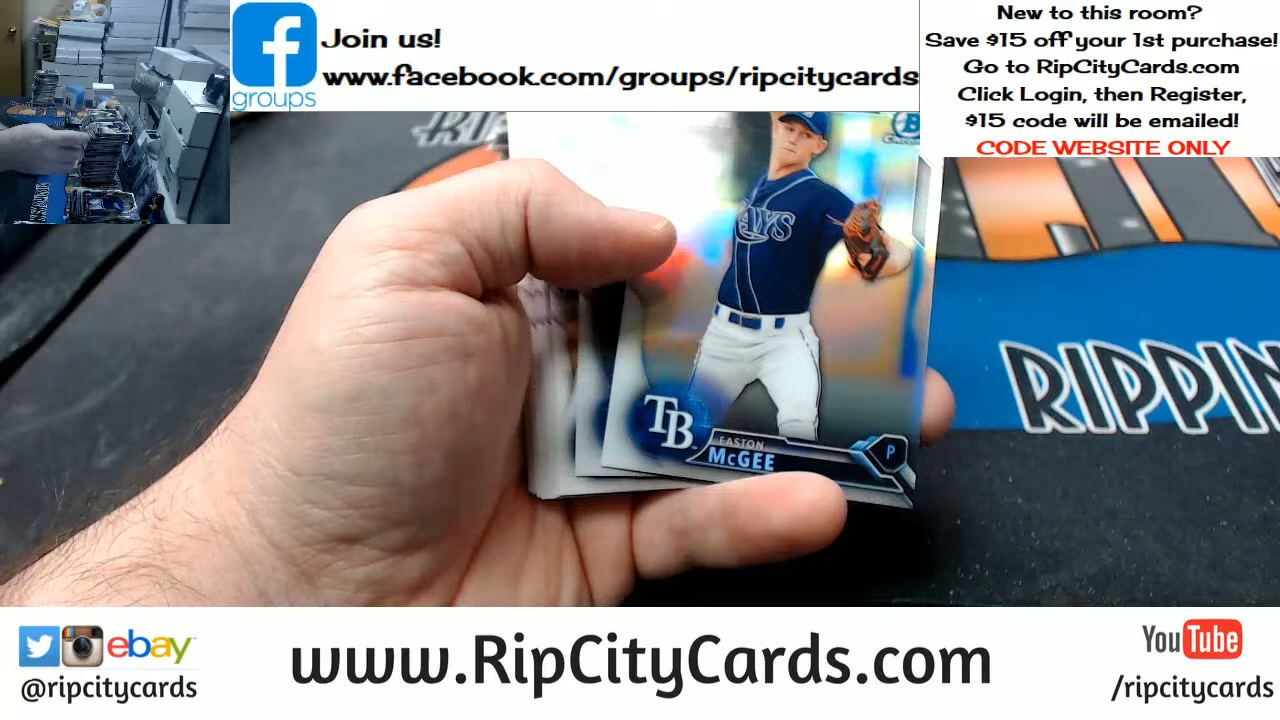 groups
Join us!
www.facebook.com/groups/ripcitycards
New to this room?
Save $15 off your 1st purchase!
Go to RipCityCards.com
Click Login, then Register,
$15 code will be emailed!
CODE WEBSITE ONLY
RAYS
TB
EASTON
McGEE
P
RIPPIN
ebay
@ripcitycards
www.RipCityCards.com
YouTube
/ripcitycards